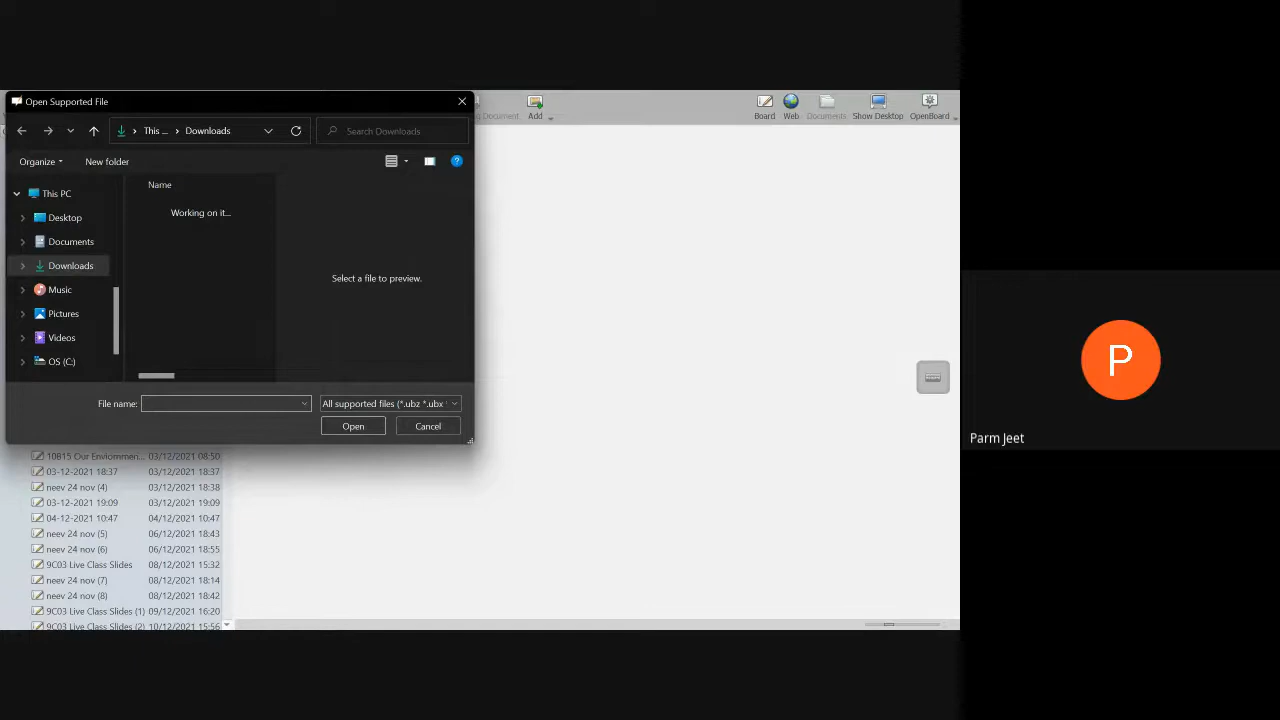 Open Supported File
This ... Downloads
Search Downloads
Organize
New folder
Name
Working on it...
Select a file to preview.
This PC
Desktop
Documents
Downloads
Music
Pictures
Videos
OS (C:)
File name:
All supported files (*.ubz *.ubx
Open
Cancel
Document
Add
Board
Web
Documents
Show Desktop
OpenBoard
10B15 Our Enviornmen... 03/12/2021 08:50
03-12-2021 18:37 03/12/2021 18:37
neev 24 nov (4) 03/12/2021 18:38
03-12-2021 19:09 03/12/2021 19:09
04-12-2021 10:47 04/12/2021 10:47
neev 24 nov (5) 06/12/2021 18:43
neev 24 nov (6) 06/12/2021 18:55
9C03 Live Class Slides 08/12/2021 15:32
neev 24 nov (7) 08/12/2021 18:14
neev 24 nov (8) 08/12/2021 18:42
9C03 Live Class Slides (1) 09/12/2021 16:20
9C03 Live Class Slides (2) 10/12/2021 15:56
P
Parm Jeet